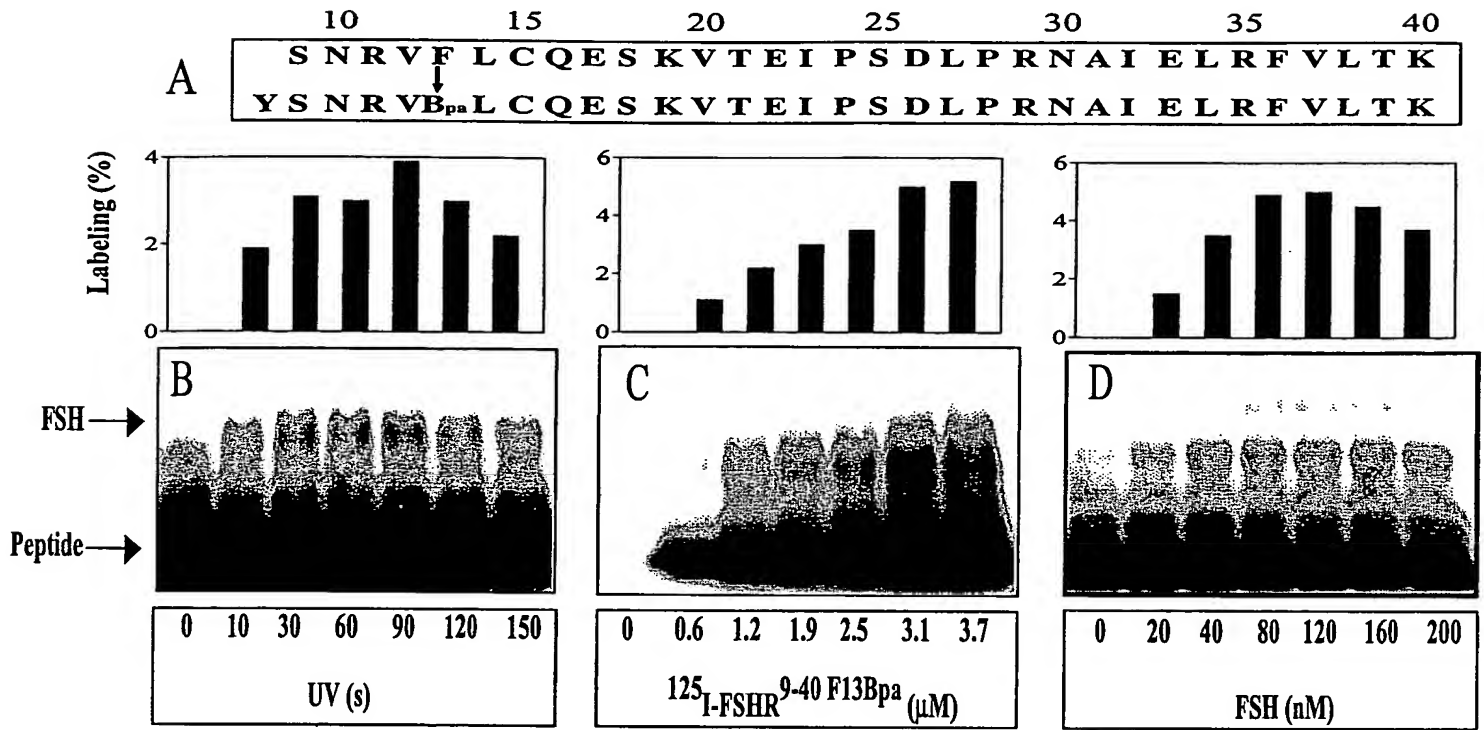 10 15 20 25 30 35 40
A
S N R V F L C Q E S K V T E I P S D L P R N A I E L R F V L T K
Y S N R V Bpa L C Q E S K V T E I P S D L P R N A I E L R F V L T K
Labeling (%)
4
2
0
6
4
2
0
6
4
2
0
B
C
D
FSH
Peptide
0 10 30 60 90 120 150
UV (s)
0 0.6 1.2 1.9 2.5 3.1 3.7
125I-FSHR9-40 F13Bpa (µM)
0 20 40 80 120 160 200
FSH (nM)